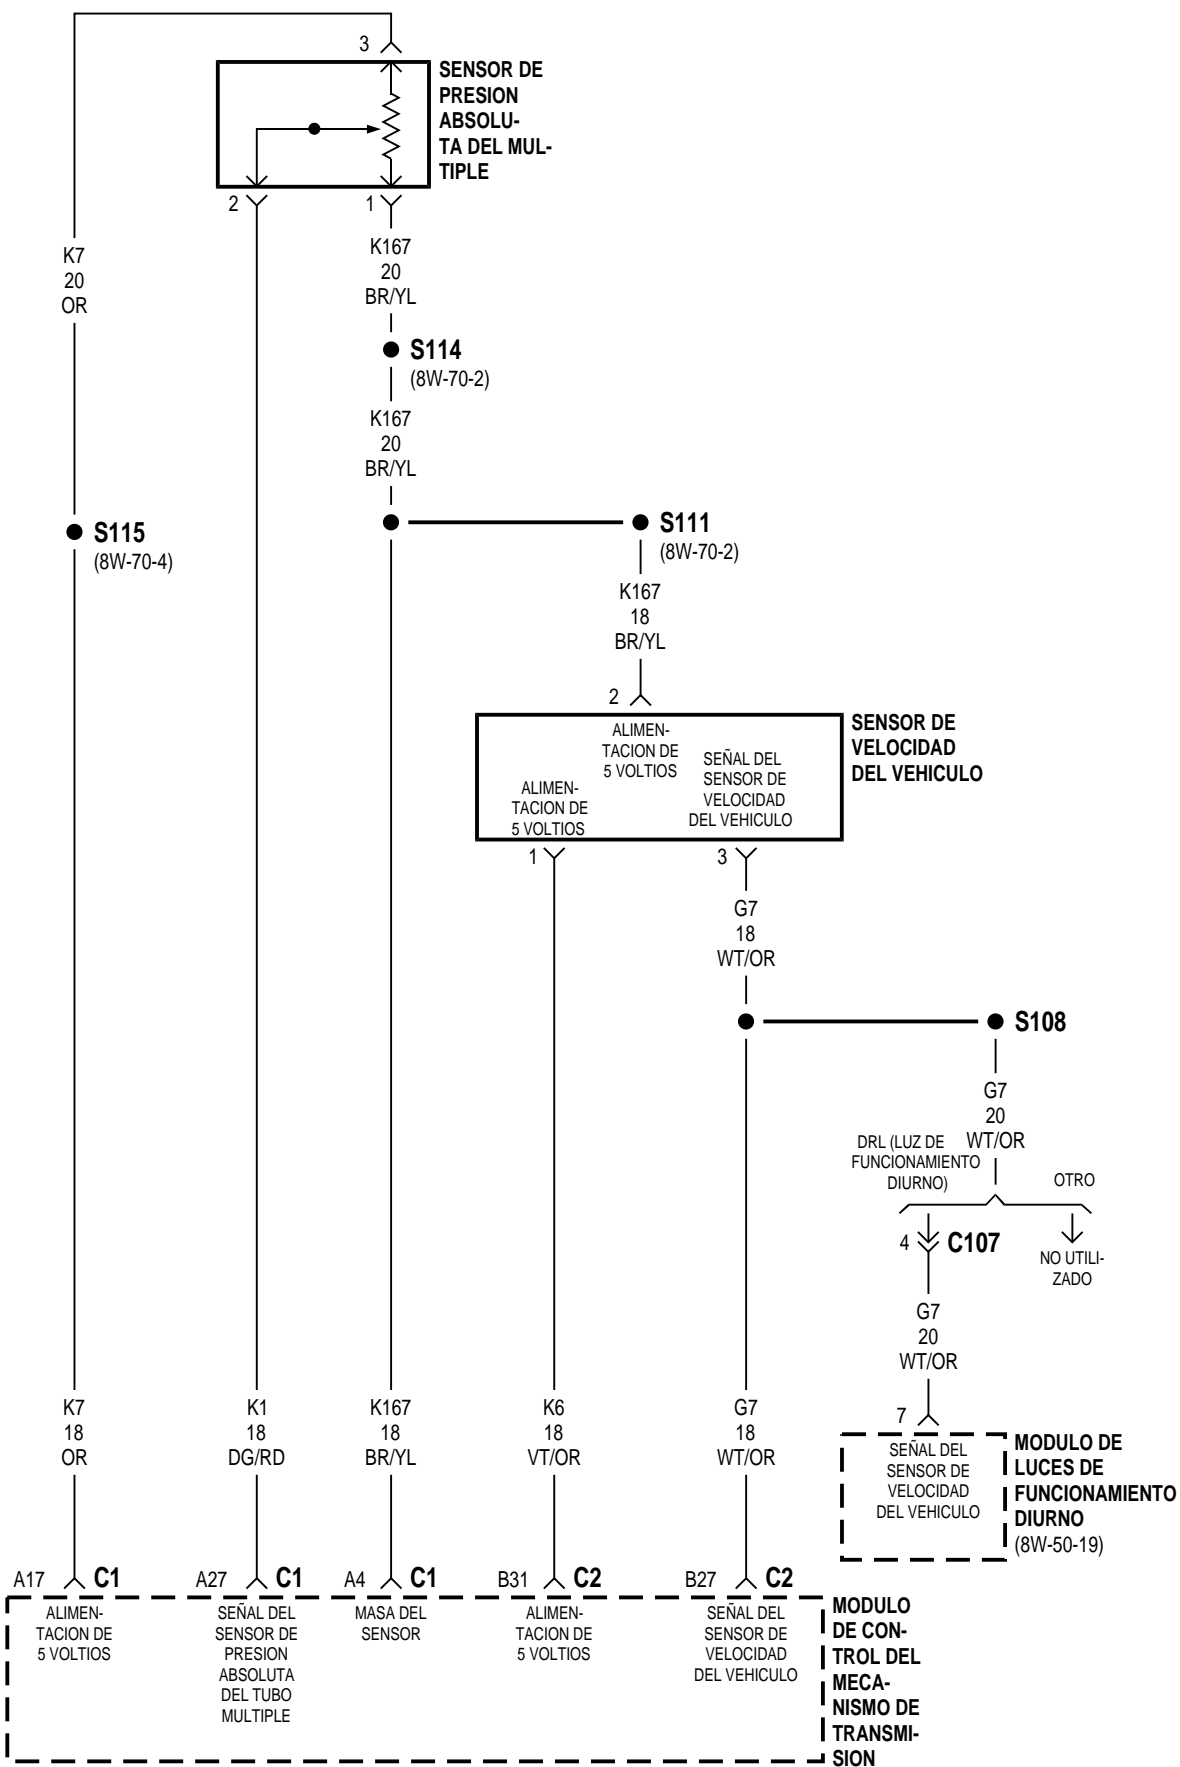 3
SENSOR DE
PRESION
ABSOLU-
TA DEL MUL-
TIPLE
2
1
K7
20
OR
K167
20
BR/YL
S114
(8W-70-2)
K167
20
BR/YL
S115
(8W-70-4)
S111
(8W-70-2)
K167
18
BR/YL
2
SENSOR DE
VELOCIDAD
DEL VEHICULO
ALIMEN-
TACION DE
5 VOLTIOS
ALIMEN-
TACION DE
5 VOLTIOS
SEÑAL DEL
SENSOR DE
VELOCIDAD
DEL VEHICULO
1
3
G7
18
WT/OR
S108
G7
20
WT/OR
DRL (LUZ DE
FUNCIONAMIENTO
DIURNO)
OTRO
4
C107
NO UTILI-
ZADO
G7
20
WT/OR
7
SEÑAL DEL
SENSOR DE
VELOCIDAD
DEL VEHICULO
MODULO DE
LUCES DE
FUNCIONAMIENTO
DIURNO
(8W-50-19)
K7
18
OR
K1
18
DG/RD
K167
18
BR/YL
K6
18
VT/OR
G7
18
WT/OR
A17 C1
A27 C1
A4 C1
B31 C2
B27 C2
ALIMEN-
TACION DE
5 VOLTIOS
SEÑAL DEL
SENSOR DE
PRESION
ABSOLUTA
DEL TUBO
MULTIPLE
MASA DEL
SENSOR
ALIMEN-
TACION DE
5 VOLTIOS
SEÑAL DEL
SENSOR DE
VELOCIDAD
DEL VEHICULO
MODULO
DE CON-
TROL DEL
MECA-
NISMO DE
TRANSMI-
SION